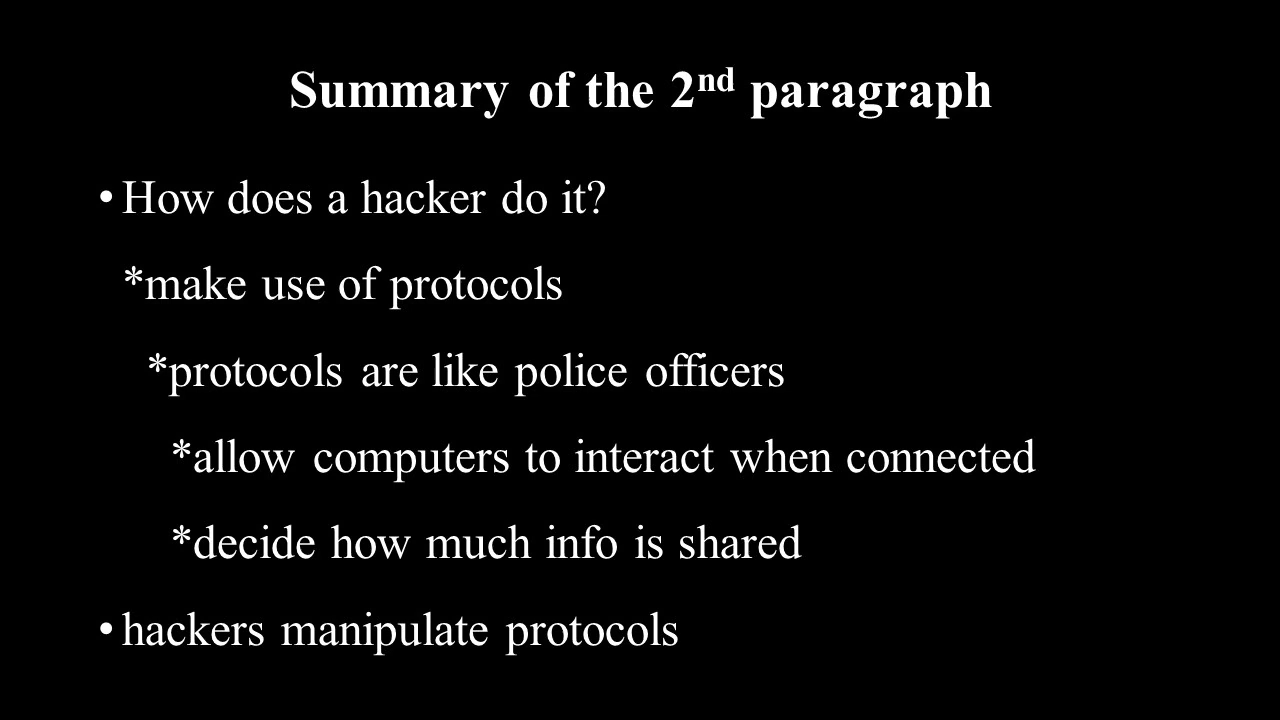 Summary of the 2nd paragraph
• How does a hacker do it?
*make use of protocols
*protocols are like police officers
*allow computers to interact when connected
*decide how much info is shared
• hackers manipulate protocols